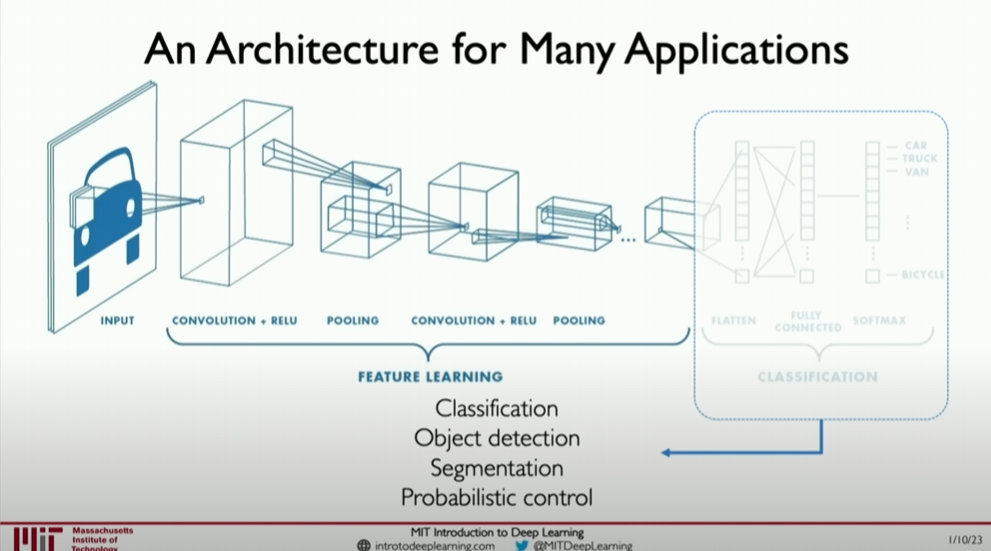 An Architecture for Many Applications
CAR
TRUCK
VAN
BICYCLE
INPUT
CONVOLUTION + RELU
POOLING
CONVOLUTION + RELU
POOLING
FLATTEN
FULLY
CONNECTED
SOFTMAX
FEATURE LEARNING
CLASSIFICATION
Classification
Object detection
Segmentation
Probabilistic control
Massachusetts
Institute of
Technology
MIT Introduction to Deep Learning
introtodeeplearning.com
@MITDeepLearning
1/10/23